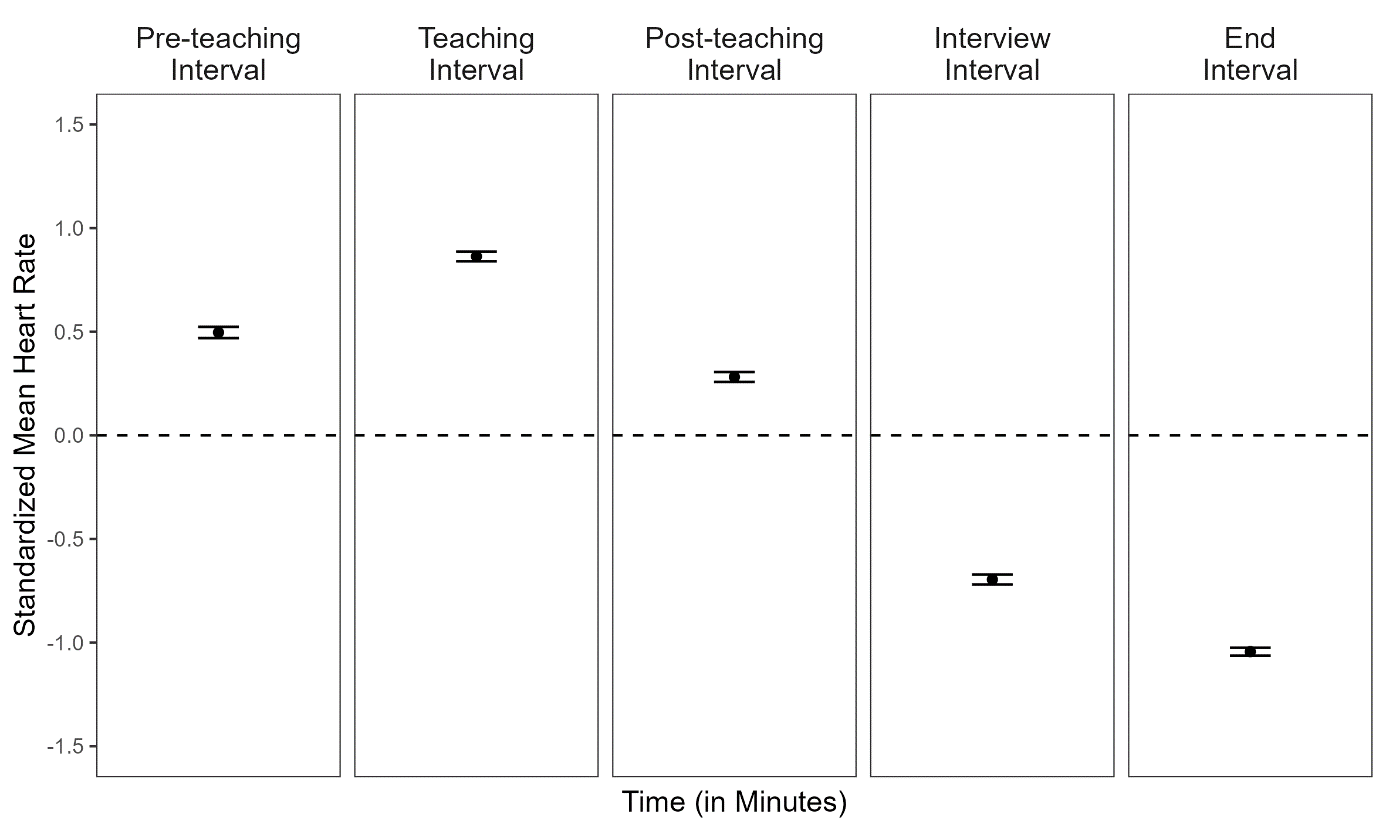 Pre-teaching
Interval
Teaching
Interval
Post-teaching
Interval
Interview
Interval
End
Interval
Standardized Mean Heart Rate
1.5
1.0
0.5
0.0
-0.5
-1.0
-1.5
Time (in Minutes)